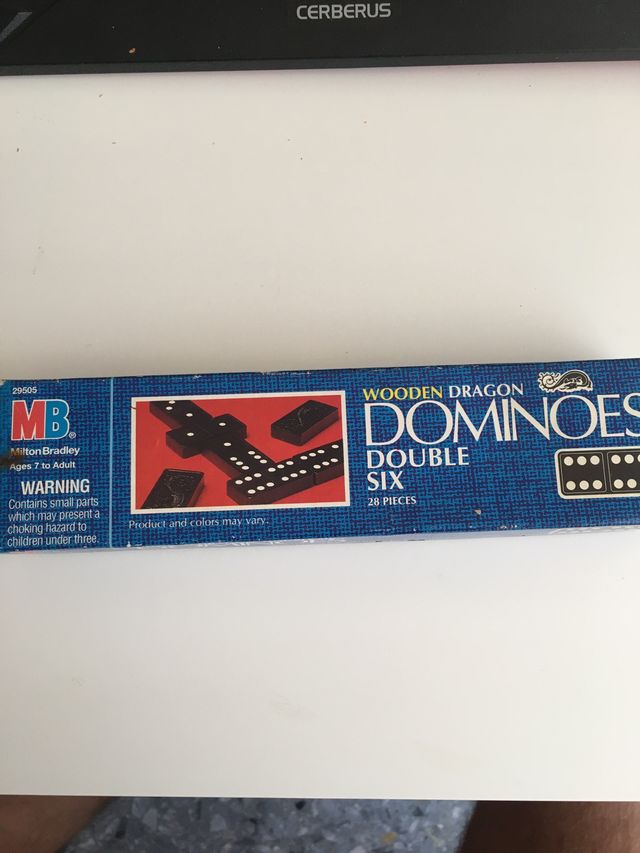 CERBERUS
29505
MB®
Milton Bradley
Ages 7 to Adult
WARNING
Contains small parts
which may present a
choking hazard to
children under three.
Product and colors may vary.
WOODEN DRAGON
DOMINOES
DOUBLE
SIX
28 PIECES